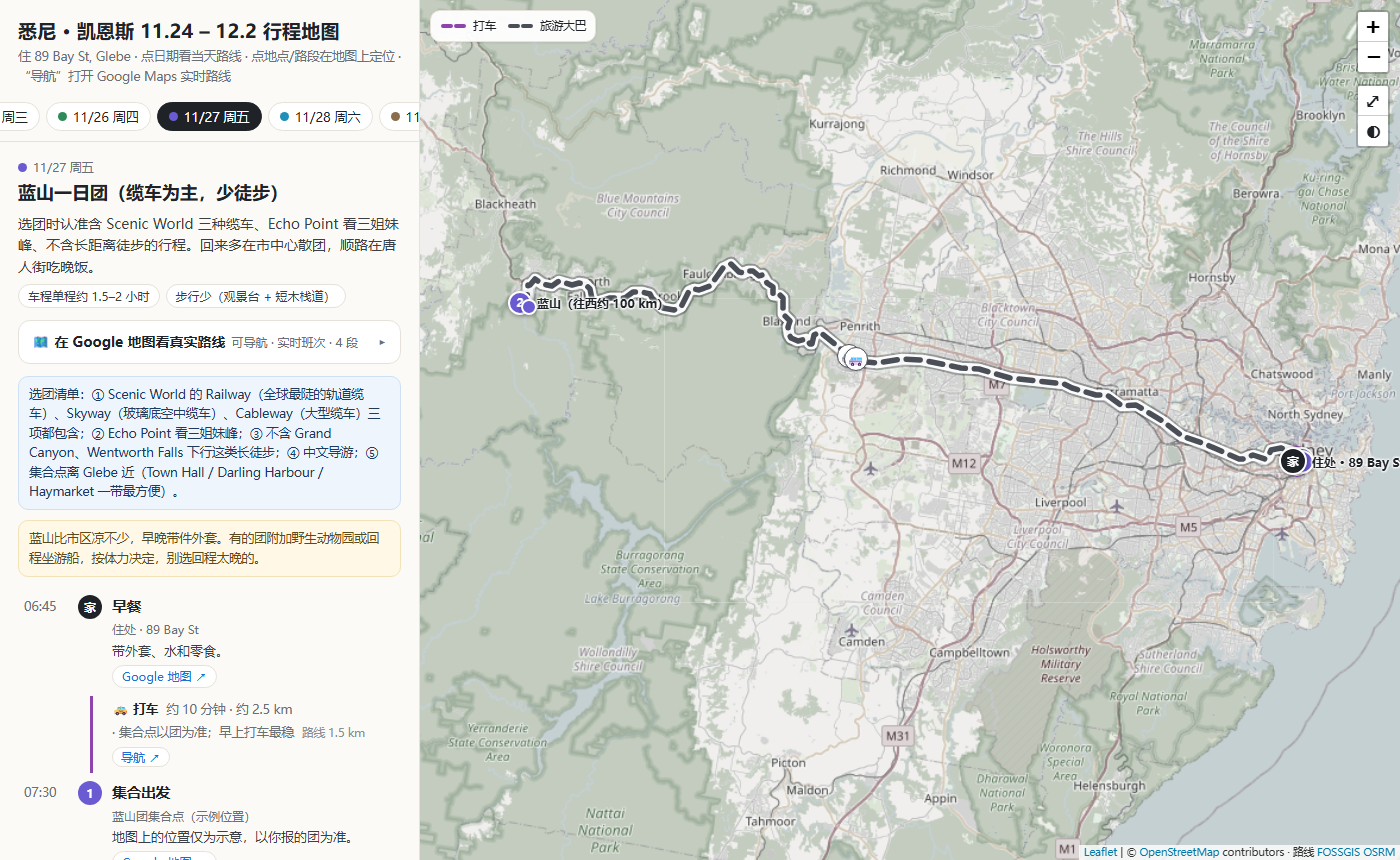 悉尼·凯恩斯 11.24 – 12.2 行程地图
住 89 Bay St, Glebe · 点日期看当天路线 · 点地点/路段在地图上定位 ·
“导航”打开 Google Maps 实时路线
周三
11/26 周四
11/27 周五
11/28 周六
11
11/27 周五
蓝山一日团（缆车为主，少徒步）
选团时认准含 Scenic World 三种缆车、Echo Point 看三姐妹
峰、不含长距离徒步的行程。回来多在市中心散团，顺路在唐
人街吃晚饭。
车程单程约 1.5–2 小时
步行少（观景台 + 短木栈道）
在 Google 地图看真实路线 可导航 · 实时班次 · 4 段
选团清单：① Scenic World 的 Railway（全球最陡的轨道缆
车）、Skyway（玻璃底空中缆车）、Cableway（大型缆车）三
项都包含；② Echo Point 看三姐妹峰；③ 不含 Grand
Canyon、Wentworth Falls 下行这类长徒步；④ 中文导游；⑤
集合点离 Glebe 近（Town Hall / Darling Harbour /
Haymarket 一带最方便）。
蓝山比市区凉不少，早晚带件外套。有的团附加野生动物园或回
程坐游船，按体力决定，别选回程太晚的。
06:45
家
早餐
住处 · 89 Bay St
带外套、水和零食。
Google 地图 ↗
打车 约 10 分钟 · 约 2.5 km
· 集合点以团为准；早上打车最稳 路线 1.5 km
导航 ↗
07:30
1
集合出发
蓝山团集合点（示例位置）
地图上的位置仅为示意，以你报的团为准。
打车
旅游大巴
+
−
Marramarra
National
Park
Brisbane
Water National
Park
Brooklyn
Kurrajong
The Hills
Shire Council
The Council
of the Shire
of Hornsby
Richmond
Windsor
Berowra
Ku-ring-
gai Chase
National
Park
Blackheath
Blue Mountains
City Council
Mona V
Hornsby
2
蓝山（往西约 100 km）
Penrith
Blacktown
City Council
M7
Chatswood
Manly
Port Jackson
North Sydney
家
住处 · 89 Bay S
M12
Liverpool
Liverpool
City Council
M5
Burragorang
State Conservation
Area
Lake Burragorang
Camden
Council
Camden
Campbelltown
Holsworthy
Military
Reserve
Sutherland
Shire Council
Wollondilly
Shire Council
Royal National
Park
Yerranderie
State Conservation
Area
M31
Woronora
Special
Area
Picton
Maldon
Appin
Dharawal
National
Park
Helensburgh
Nattai
National
Park
Tahmoor
M1
Leaflet | © OpenStreetMap contributors · 路线 FOSSGIS OSRM